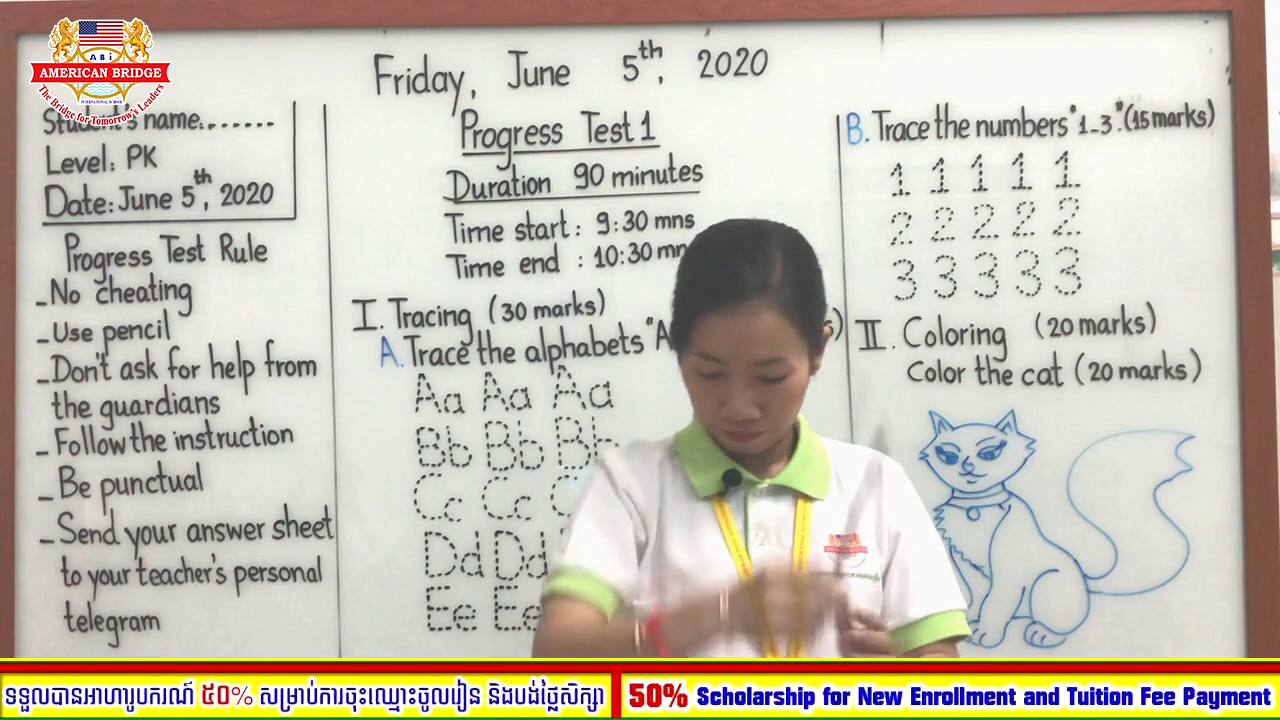 ABi
AMERICAN BRIDGE
INTERNATIONAL SCHOOL
The Bridge for Tomorrow's Leaders
Friday, June 5th, 2020
Student's name:.......
Level: PK
Date: June 5th, 2020
Progress Test Rule
-No cheating
-Use pencil
-Don't ask for help from
the guardians
-Follow the instruction
-Be punctual
-Send your answer sheet
to your teacher's personal
telegram
Progress Test 1
Duration 90 minutes
Time start: 9:30 mns
Time end : 10:30 mn
I. Tracing (30 marks)
A. Trace the alphabets "A
Aa Aa Aa
Bb Bb Bb
Cc Cc C
Dd Dd
Ee Ee
B. Trace the numbers "1-3".(15 marks)
1 1 1 1 1
2 2 2 2 2
3 3 3 3 3
II. Coloring (20 marks)
Color the cat (20 marks)
ទទួលបានអាហារូបករណ៍ ៥០% សម្រាប់ការចុះឈ្មោះចូលរៀន និងបង់ថ្លៃសិក្សា
50% Scholarship for New Enrollment and Tuition Fee Payment